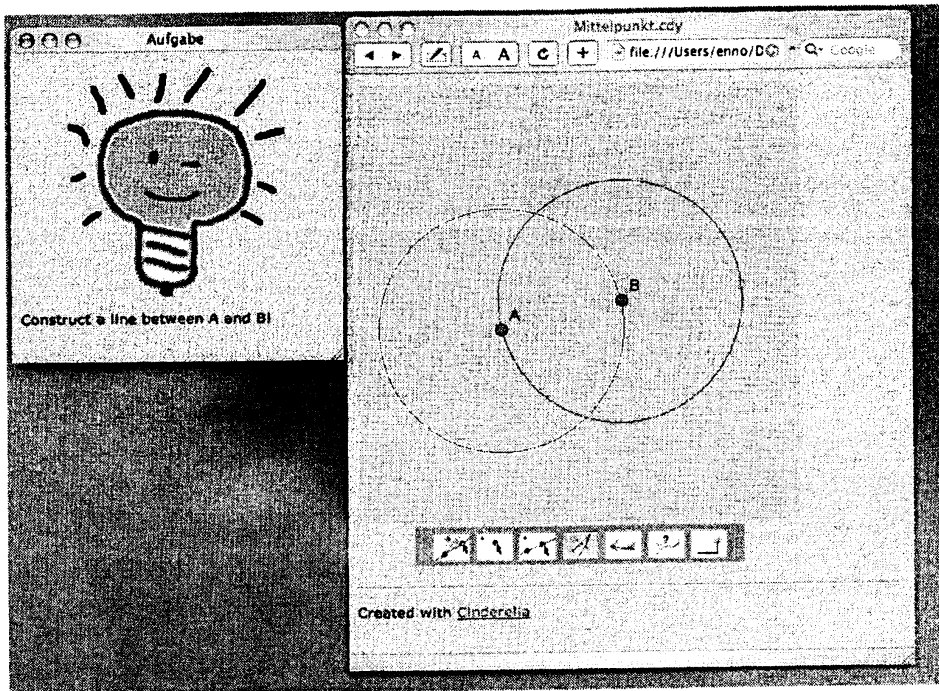 Aufgabe
Construct a line between A and B!
Mittelpunkt.cdy
A A
file:///Users/enno/D
Google
A
B
Created with Cinderella